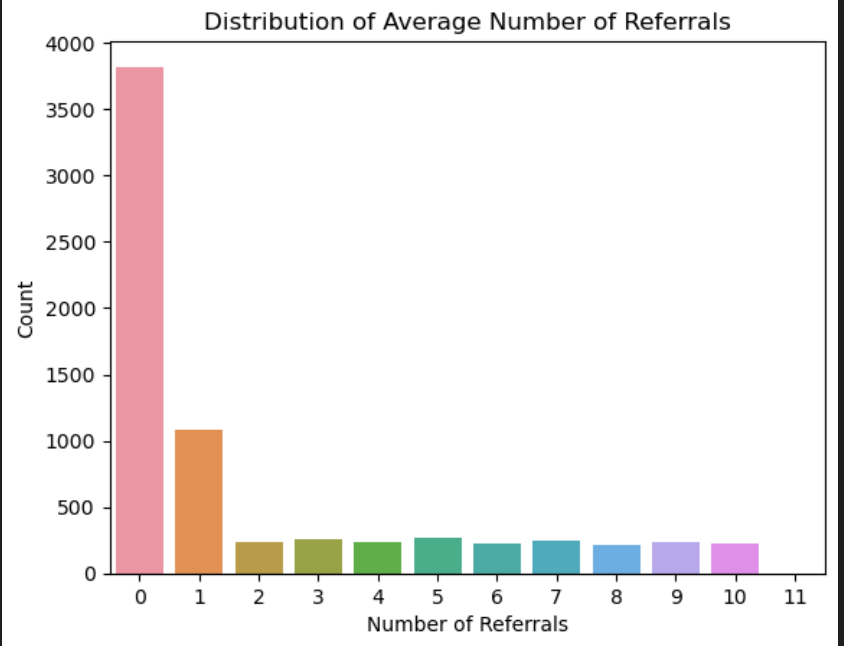 Distribution of Average Number of Referrals
4000
3500
3000
2500
2000
1500
1000
500
0
Count
0 1 2 3 4 5 6 7 8 9 10 11
Number of Referrals